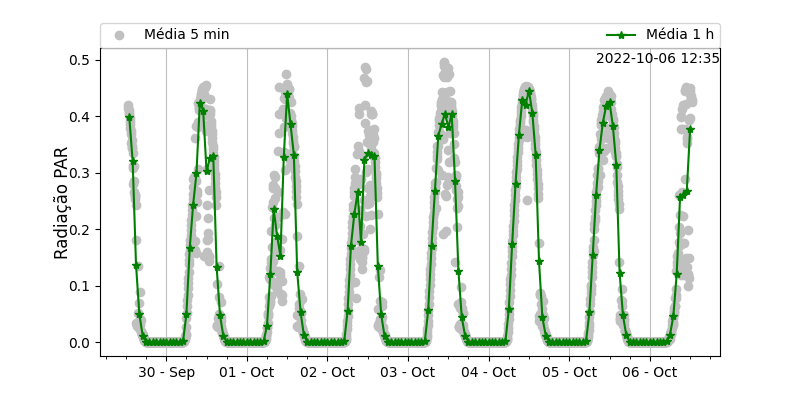 Média 5 min Média 1 h
2022-10-06 12:35
Radiação PAR
0.5
0.4
0.3
0.2
0.1
0.0
30 - Sep 01 - Oct 02 - Oct 03 - Oct 04 - Oct 05 - Oct 06 - Oct